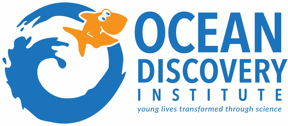 OCEAN
DISCOVERY
INSTITUTE
young lives transformed through science